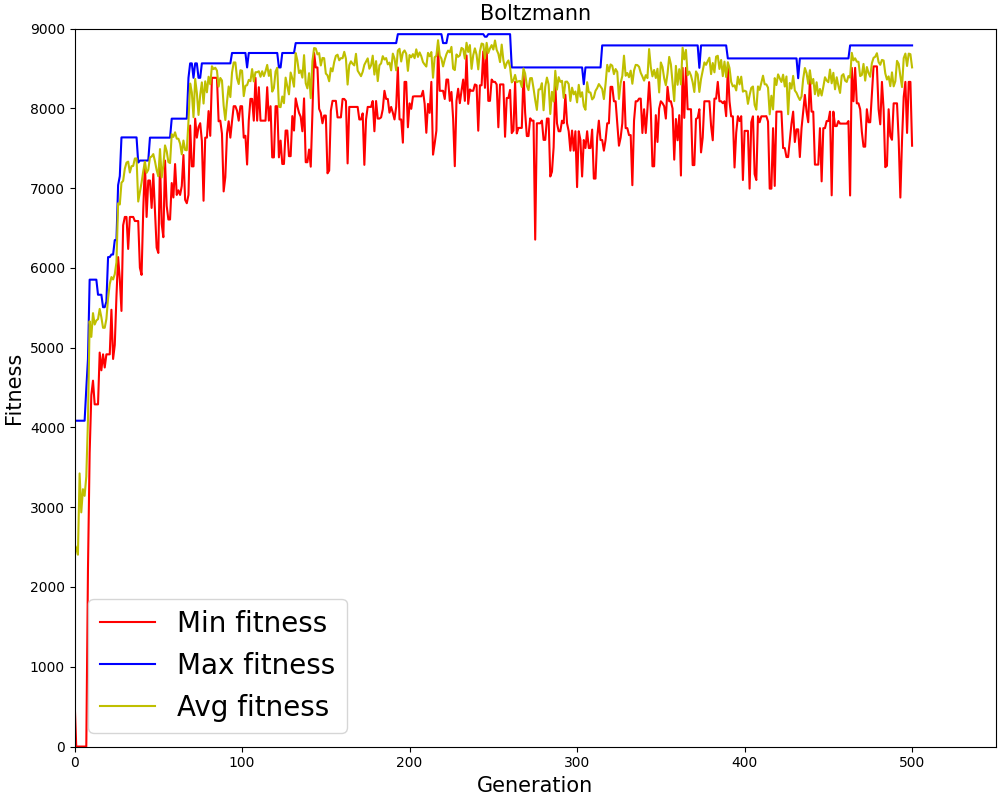 Boltzmann
9000
8000
7000
6000
5000
4000
3000
2000
1000
0
Fitness
Min fitness
Max fitness
Avg fitness
0 100 200 300 400 500
Generation